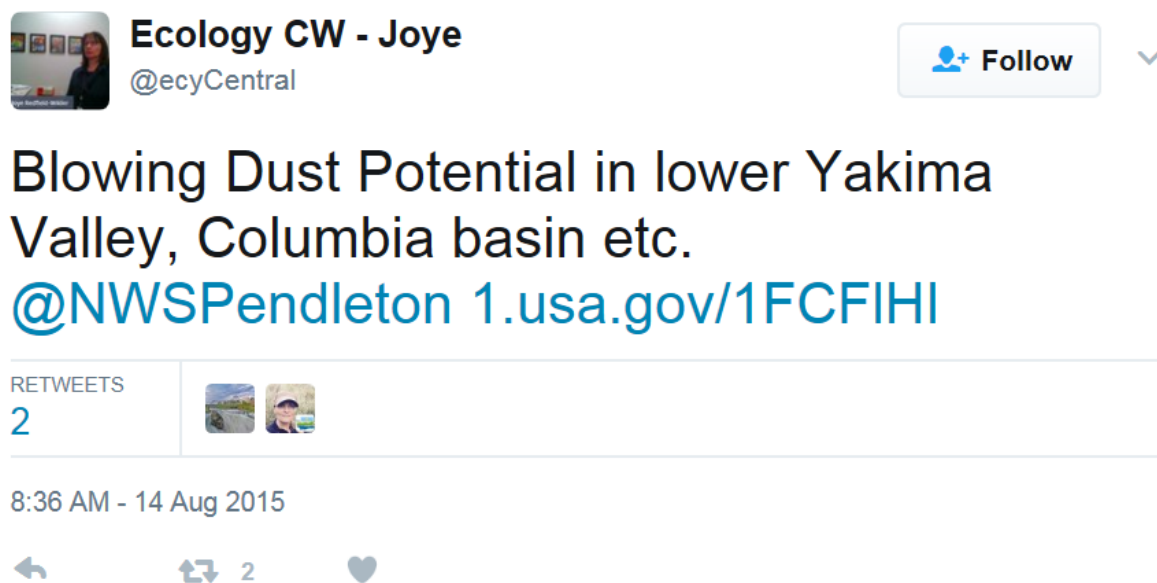 Ecology CW - Joye
@ecyCentral
Follow
Blowing Dust Potential in lower Yakima
Valley, Columbia basin etc.
@NWSPendleton 1.usa.gov/1FCFlHl
RETWEETS
2
8:36 AM - 14 Aug 2015
2